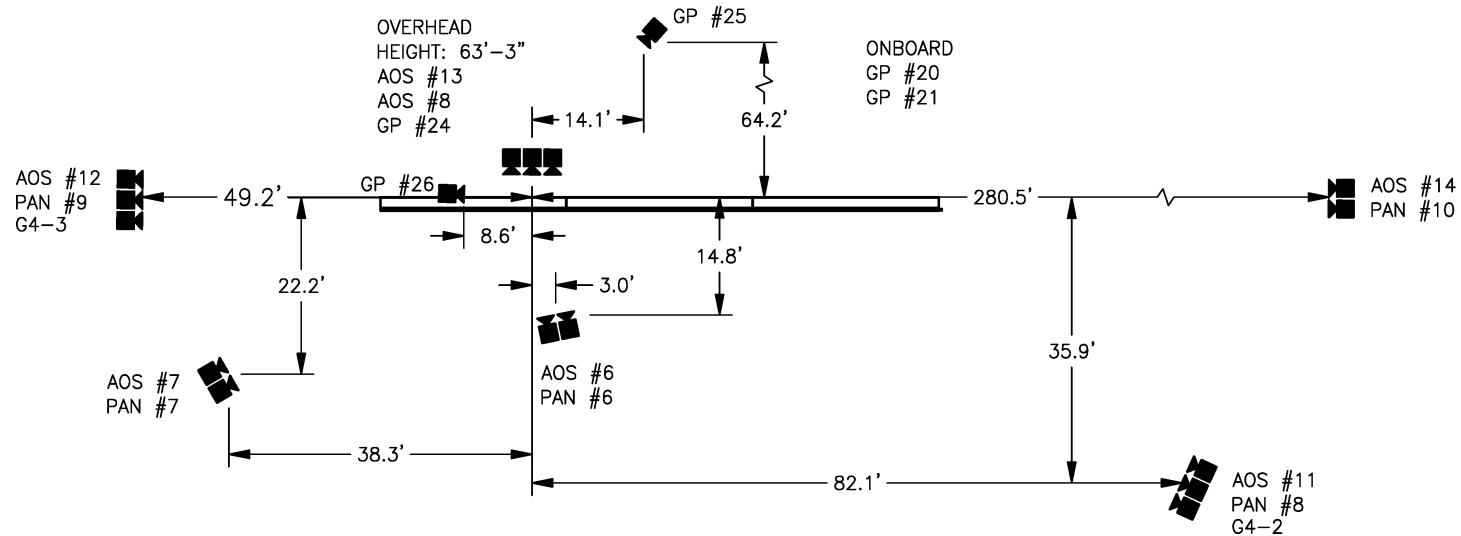 OVERHEAD
HEIGHT: 63'-3"
AOS #13
AOS #8
GP #24
GP #25
ONBOARD
GP #20
GP #21
14.1'
64.2'
AOS #12
PAN #9
G4-3
49.2'
GP #26
280.5'
AOS #14
PAN #10
8.6'
14.8'
22.2'
3.0'
35.9'
AOS #7
PAN #7
AOS #6
PAN #6
38.3'
82.1'
AOS #11
PAN #8
G4-2